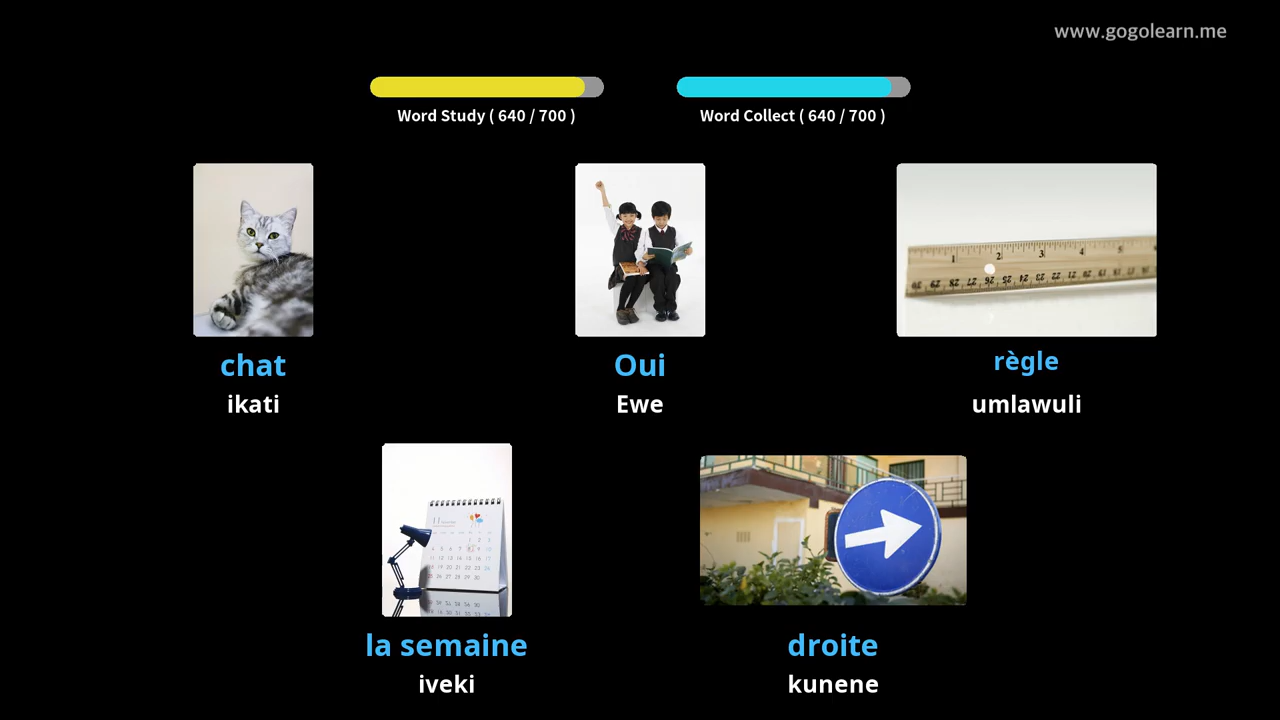 www.gogolearn.me
Word Study ( 640 / 700 )
Word Collect ( 640 / 700 )
chat
ikati
Oui
Ewe
règle
umlawuli
la semaine
iveki
droite
kunene